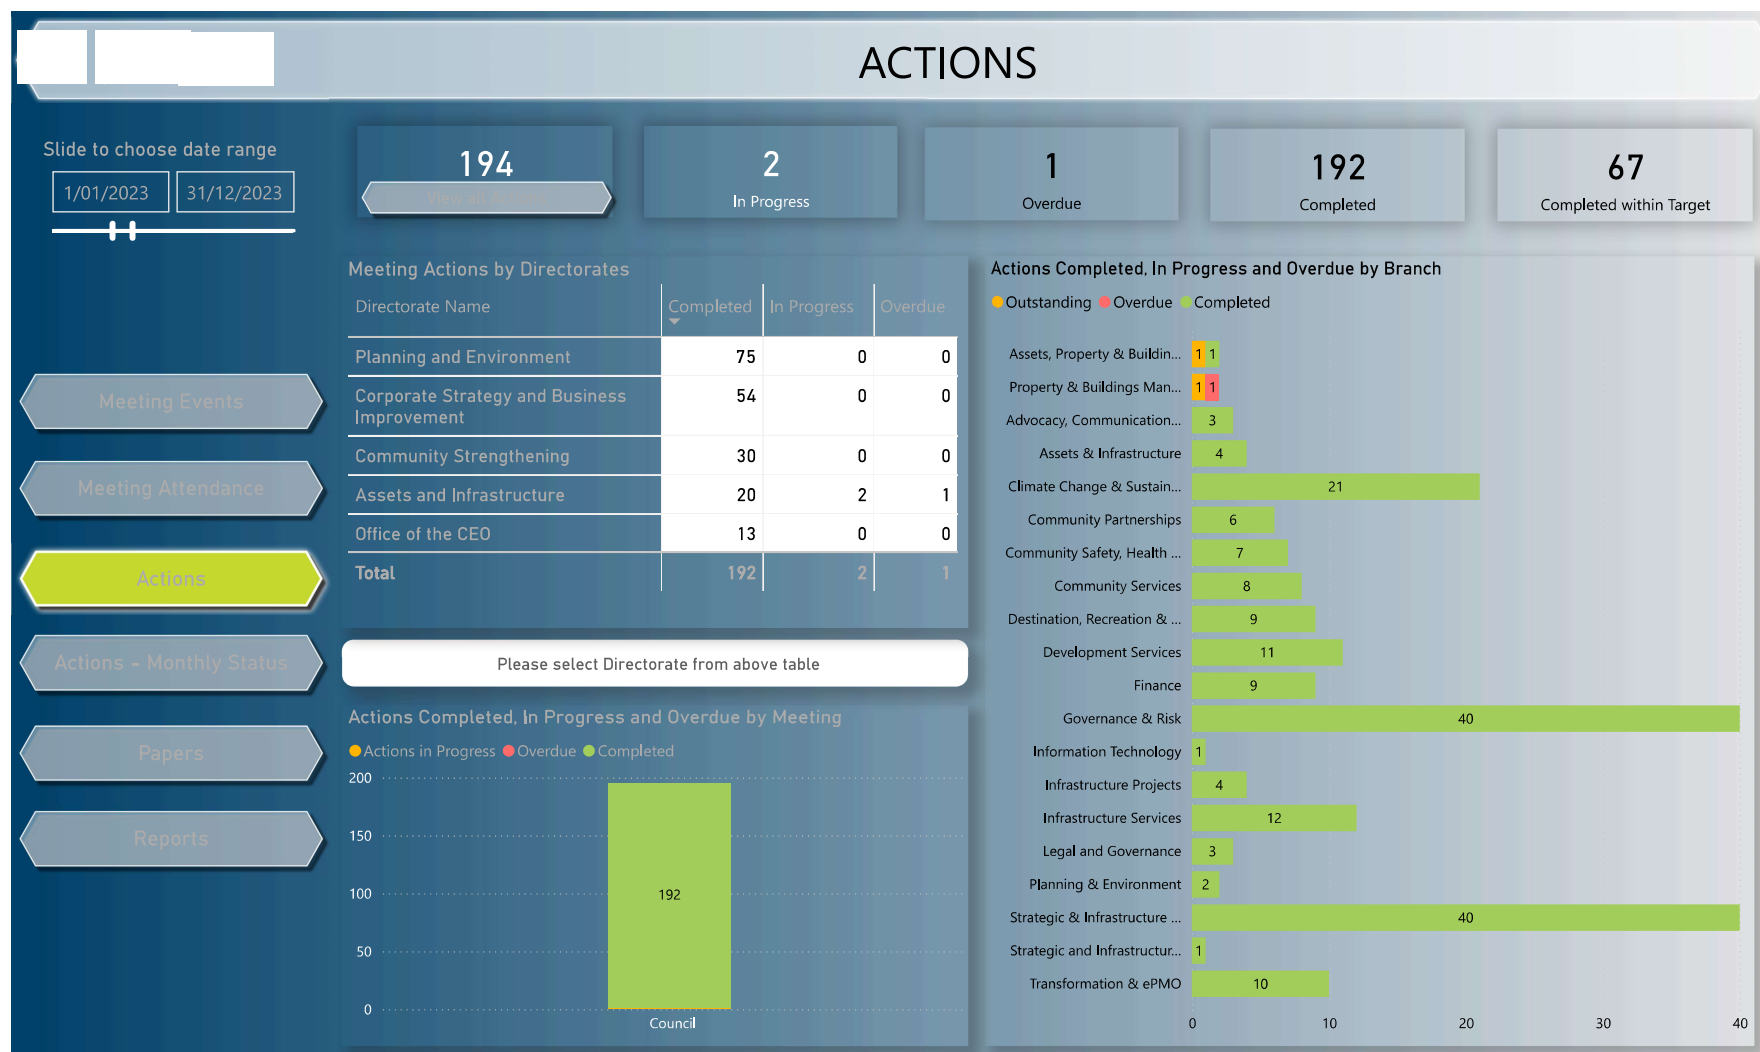 ACTIONS
Slide to choose date range
1/01/2023
31/12/2023
194
View all Actions
2
In Progress
1
Overdue
192
Completed
67
Completed within Target
Meeting Events
Meeting Attendance
Actions
Actions - Monthly Status
Papers
Reports
Meeting Actions by Directorates
Directorate Name Completed In Progress Overdue
Planning and Environment 75 0 0
Corporate Strategy and Business 54 0 0
Improvement
Community Strengthening 30 0 0
Assets and Infrastructure 20 2 1
Office of the CEO 13 0 0
Total 192 2 1
Please select Directorate from above table
Actions Completed, In Progress and Overdue by Meeting
Actions in Progress Overdue Completed
200
150
100
50
0
192
Council
Actions Completed, In Progress and Overdue by Branch
Outstanding Overdue Completed
Assets, Property & Buildin... 1 1
Property & Buildings Man... 1 1
Advocacy, Communication... 3
Assets & Infrastructure 4
Climate Change & Sustain... 21
Community Partnerships 6
Community Safety, Health ... 7
Community Services 8
Destination, Recreation & ... 9
Development Services 11
Finance 9
Governance & Risk 40
Information Technology 1
Infrastructure Projects 4
Infrastructure Services 12
Legal and Governance 3
Planning & Environment 2
Strategic & Infrastructure ... 40
Strategic and Infrastructur... 1
Transformation & ePMO 10
0 10 20 30 40